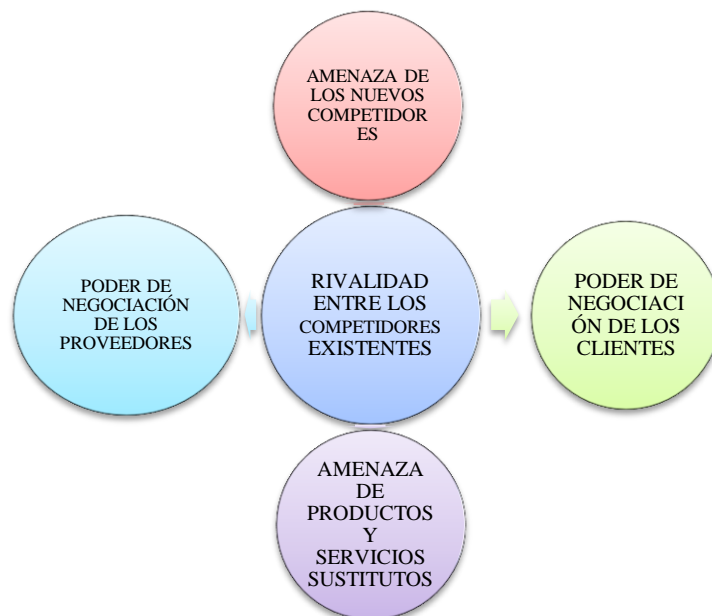 AMENAZA DE
LOS NUEVOS
COMPETIDOR
ES
PODER DE
NEGOCIACIÓN
DE LOS
PROVEEDORES
RIVALIDAD
ENTRE LOS
COMPETIDORES
EXISTENTES
PODER DE
NEGOCIACI
ÓN DE LOS
CLIENTES
AMENAZA
DE
PRODUCTOS
Y
SERVICIOS
SUSTITUTOS